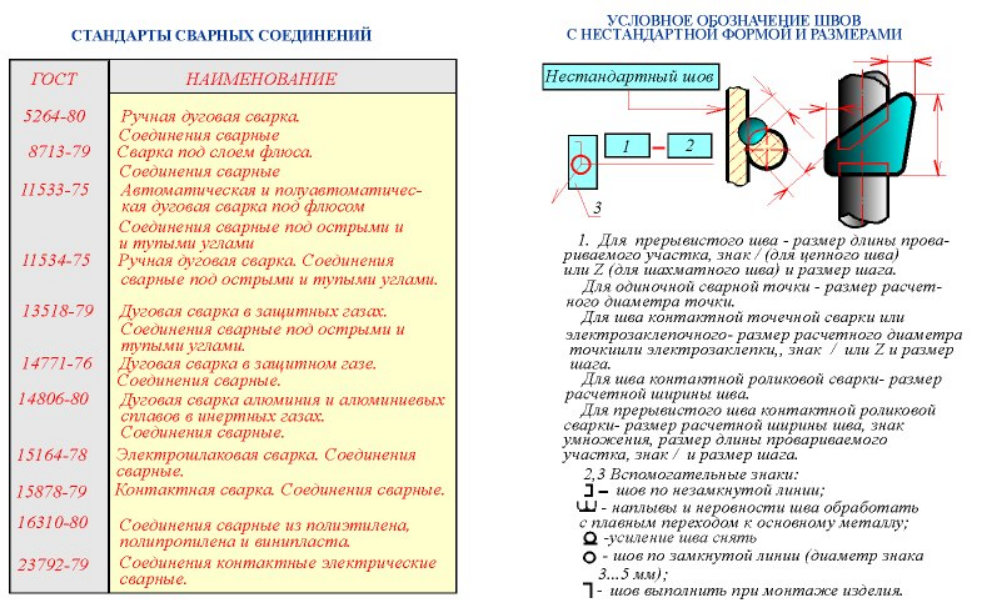 СТАНДАРТЫ СВАРНЫХ СОЕДИНЕНИЙ
ГОСТ НАИМЕНОВАНИЕ
5264-80 Ручная дуговая сварка.
Соединения сварные
8713-79 Сварка под слоем флюса.
Соединения сварные
11533-75 Автоматическая и полуавтоматичес-
кая дуговая сварка под флюсом
Соединения сварные под острыми и
и тупыми углами
11534-75 Ручная дуговая сварка. Соединения
сварные под острыми и тупыми углами.
13518-79 Дуговая сварка в защитных газах.
Соединения сварные под острыми и
тупыми углами.
14771-76 Дуговая сварка в защитном газе.
Соединения сварные.
14806-80 Дуговая сварка алюминия и алюминиевых
сплавов в инертных газах.
Соединения сварные.
15164-78 Электрошлаковая сварка. Соединения
сварные.
15878-79 Контактная сварка. Соединения сварные.
16310-80 Соединения сварные из полиэтилена,
полипропилена и винипласта.
23792-79 Соединения контактные электрические
сварные.
УСЛОВНОЕ ОБОЗНАЧЕНИЕ ШВОВ
С НЕСТАНДАРТНОЙ ФОРМОЙ И РАЗМЕРАМИ
Нестандартный шов
1 – 2
3
1. Для прерывистого шва - размер длины прова-
риваемого участка, знак / (для цепного шва)
или Z (для шахматного шва) и размер шага.
Для одиночной сварной точки - размер расчет-
ного диаметра точки.
Для шва контактной точечной сварки или
электрозаклепочного- размер расчетного диаметра
точкиили электрозаклепки,, знак / или Z и размер
шага.
Для шва контактной роликовой сварки- размер
расчетной ширины шва.
Для прерывистого шва контактной роликовой
сварки- размер расчетной ширины шва, знак
умножения, размер длины провариваемого
участка, знак / и размер шага.
2,3 Вспомогательные знаки:
– шов по незамкнутой линии;
- наплывы и неровности шва обработать
с плавным переходом к основному металлу;
-усиление шва снять
- шов по замкнутой линии (диаметр знака
3...5 мм);
- шов выполнить при монтаже изделия.